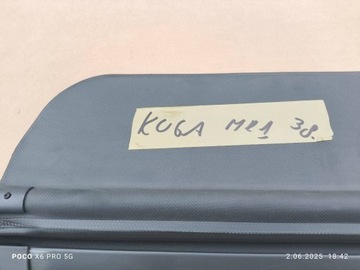 KUGA MK1 38.
POCO X6 PRO 5G
2.06.2025 18:42